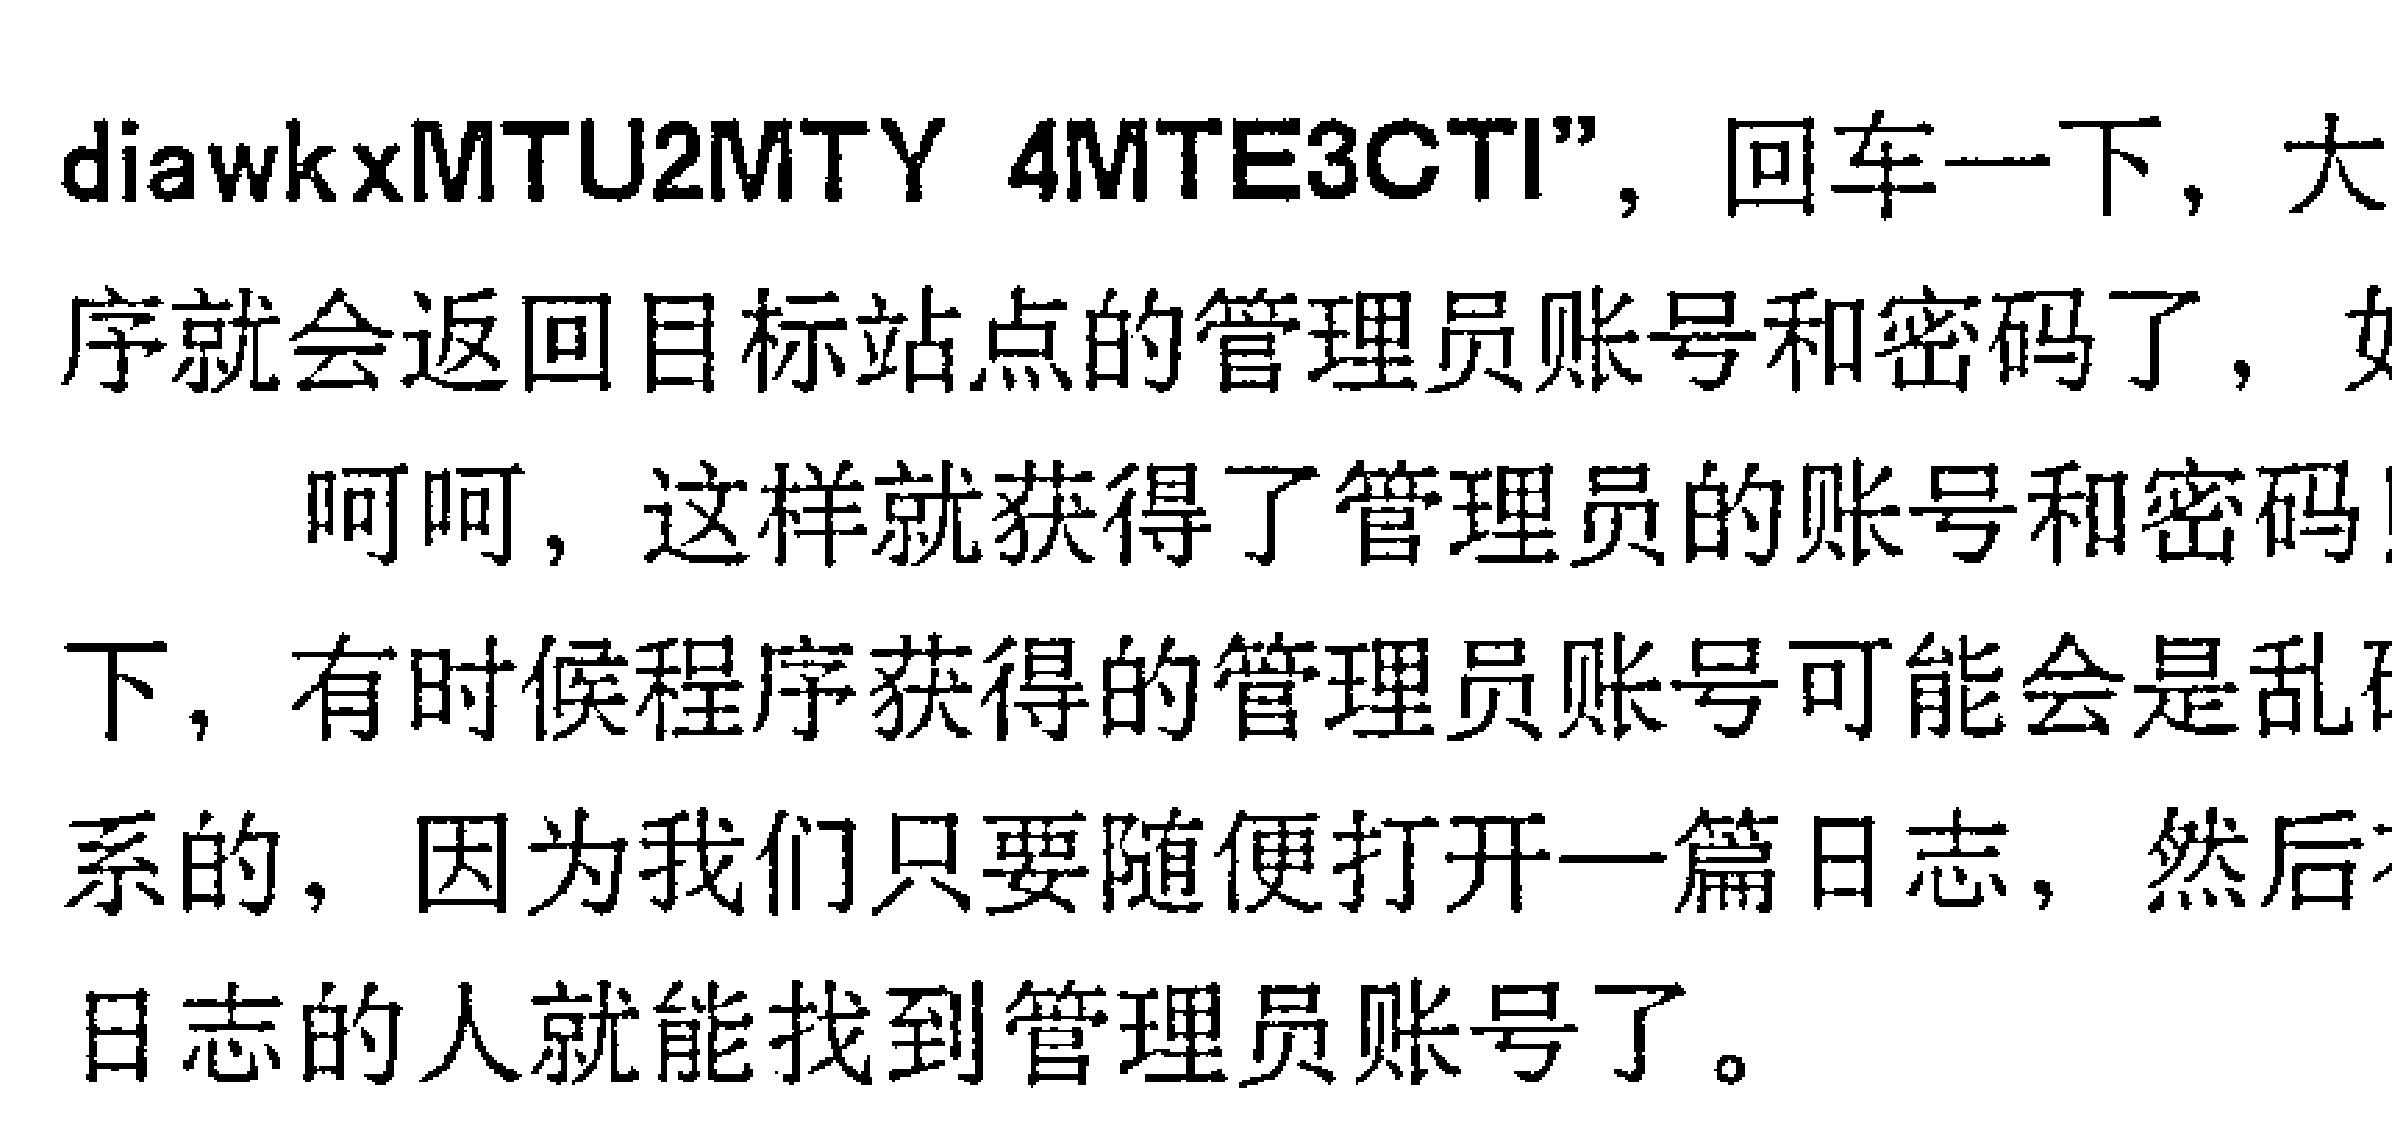 diawkxMTU2MTY 4MTE3CTI”，回车一下，大
序就会返回目标站点的管理员账号和密码了，
呵呵，这样就获得了管理员的账号和密码
下，有时候程序获得的管理员账号可能会是乱
系的，因为我们只要随便打开一篇日志，然后
日志的人就能找到管理员账号了。